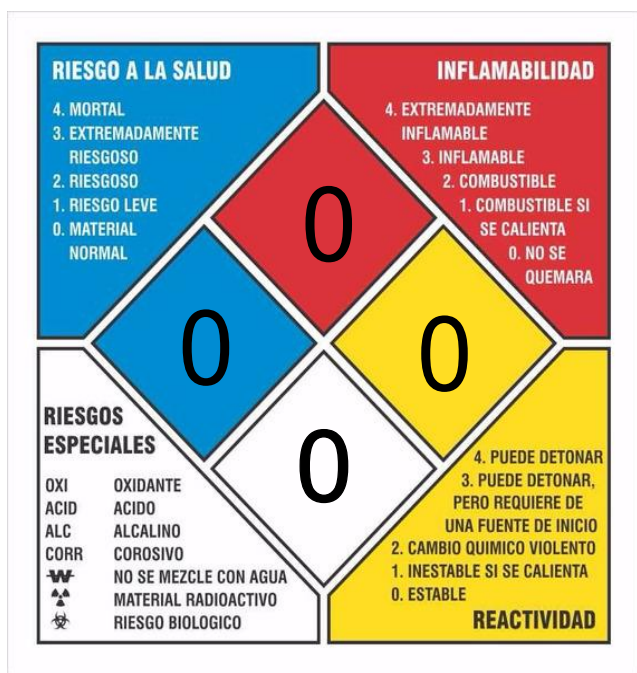 RIESGO A LA SALUD
4. MORTAL
3. EXTREMADAMENTE
RIESGOSO
2. RIESGOSO
1. RIESGO LEVE
0. MATERIAL
NORMAL
INFLAMABILIDAD
4. EXTREMADAMENTE
INFLAMABLE
3. INFLAMABLE
2. COMBUSTIBLE
1. COMBUSTIBLE SI
SE CALIENTA
0. NO SE
QUEMARA
0
0
0
0
RIESGOS
ESPECIALES
OXI OXIDANTE
ACID ACIDO
ALC ALCALINO
CORR COROSIVO
W NO SE MEZCLE CON AGUA
MATERIAL RADIOACTIVO
RIESGO BIOLOGICO
4. PUEDE DETONAR
3. PUEDE DETONAR,
PERO REQUIERE DE
UNA FUENTE DE INICIO
2. CAMBIO QUIMICO VIOLENTO
1. INESTABLE SI SE CALIENTA
0. ESTABLE
REACTIVIDAD